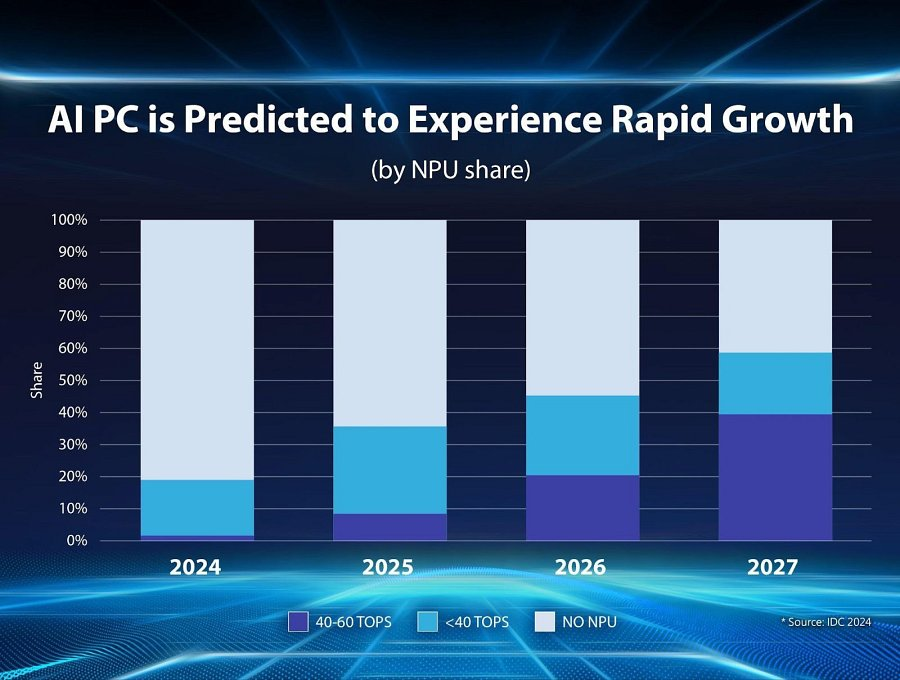 AI PC is Predicted to Experience Rapid Growth
(by NPU share)
100%
90%
80%
70%
60%
50%
40%
30%
20%
10%
0%
Share
2024 2025 2026 2027
40-60 TOPS <40 TOPS NO NPU
* Source: IDC 2024